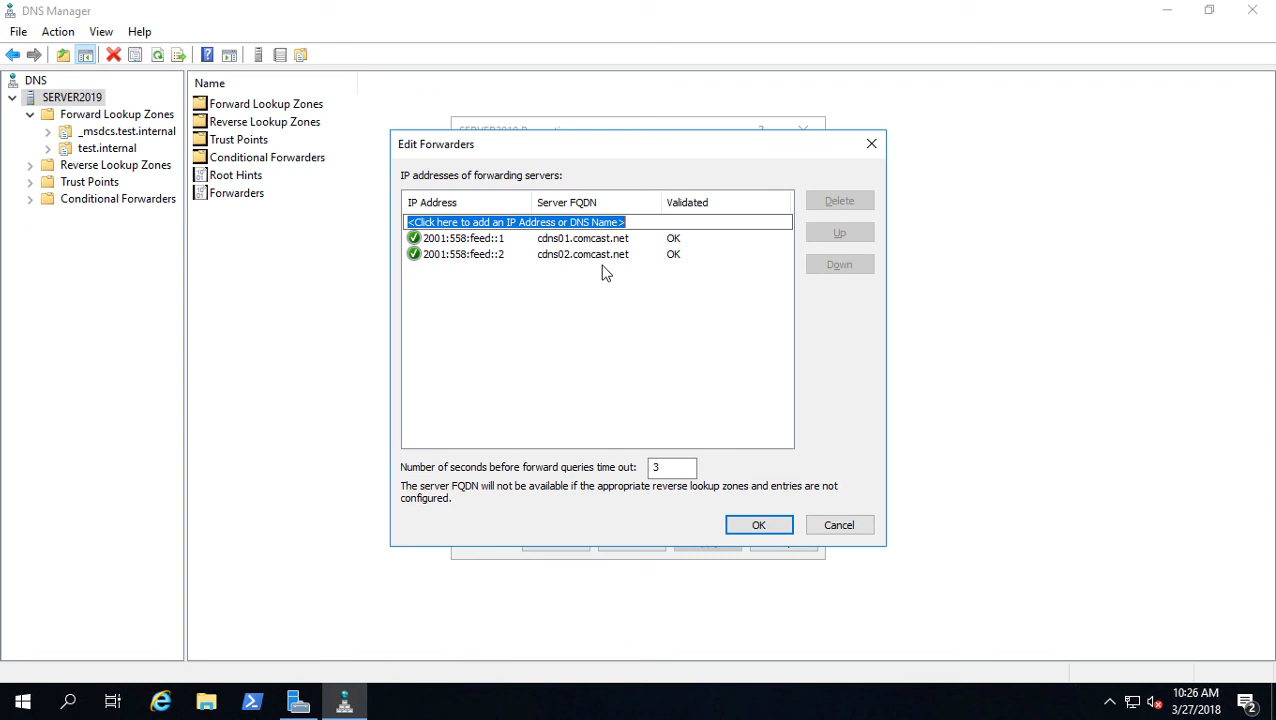 DNS Manager
File Action View Help
DNS
SERVER2019
Forward Lookup Zones
_msdcs.test.internal
test.internal
Reverse Lookup Zones
Trust Points
Conditional Forwarders
Name
Forward Lookup Zones
Reverse Lookup Zones
Trust Points
Conditional Forwarders
Root Hints
Forwarders
Edit Forwarders
IP addresses of forwarding servers:
IP Address Server FQDN Validated
<Click here to add an IP Address or DNS Name>
2001:558:feed::1 cdns01.comcast.net OK
2001:558:feed::2 cdns02.comcast.net OK
Delete
Up
Down
Number of seconds before forward queries time out: 3
The server FQDN will not be available if the appropriate reverse lookup zones and entries are not
configured.
OK Cancel
10:26 AM
3/27/2018
2